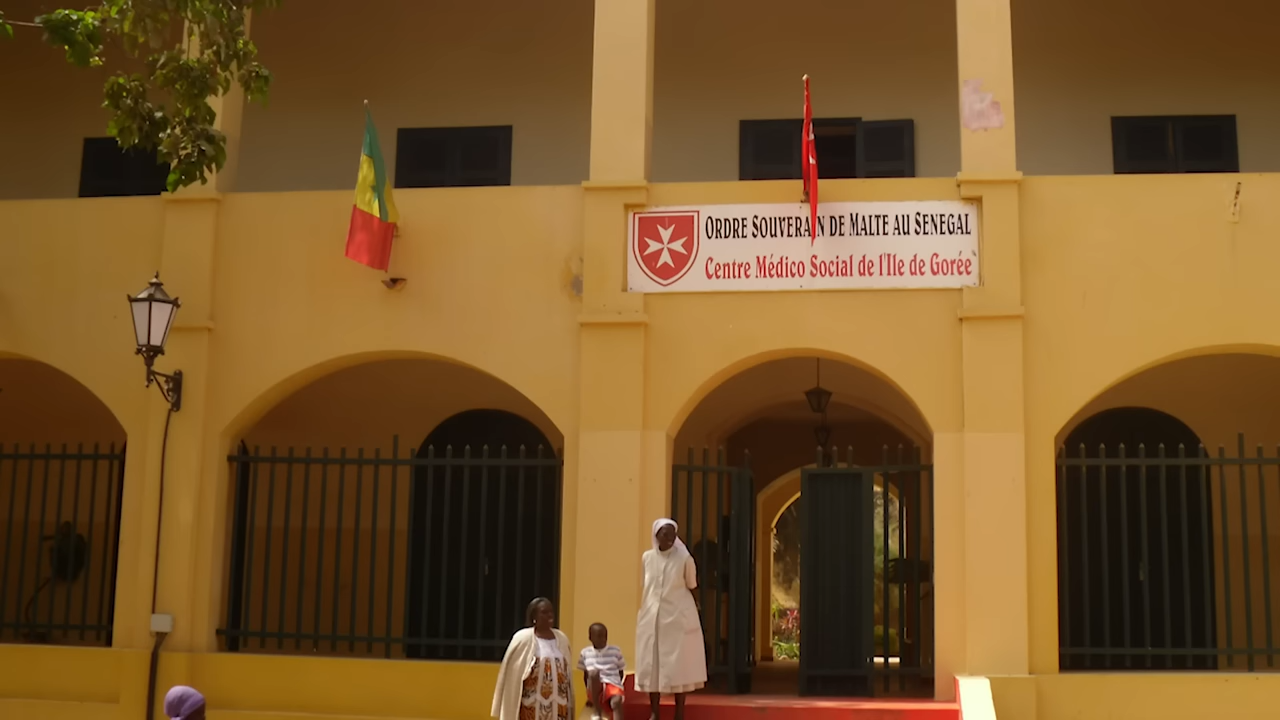 ORDRE SOUVERAIN DE MALTE AU SENEGAL
Centre Médico Social de l'Ile de Gorée